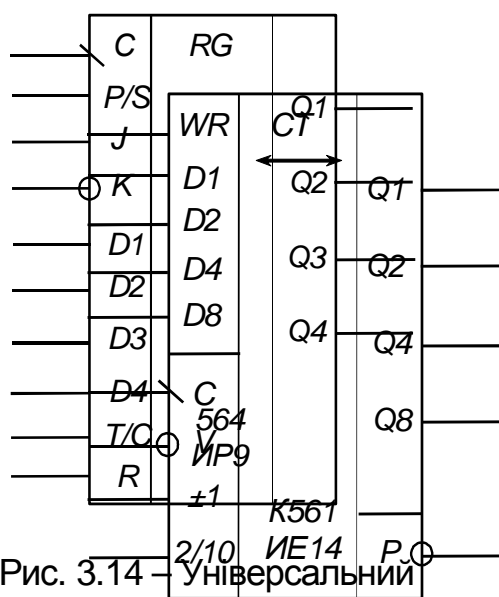 C RG
P/S
Q1
WR CT
J
D1 Q2 Q1
K
D2
D1 Q3 Q2
D4
D2
D8 Q4 Q4
D3
D4 C
564 Q8
T/C V
ИР9
R
±1
К561
2/10 ИЕ14 P
Рис. 3.14 – Універсальний